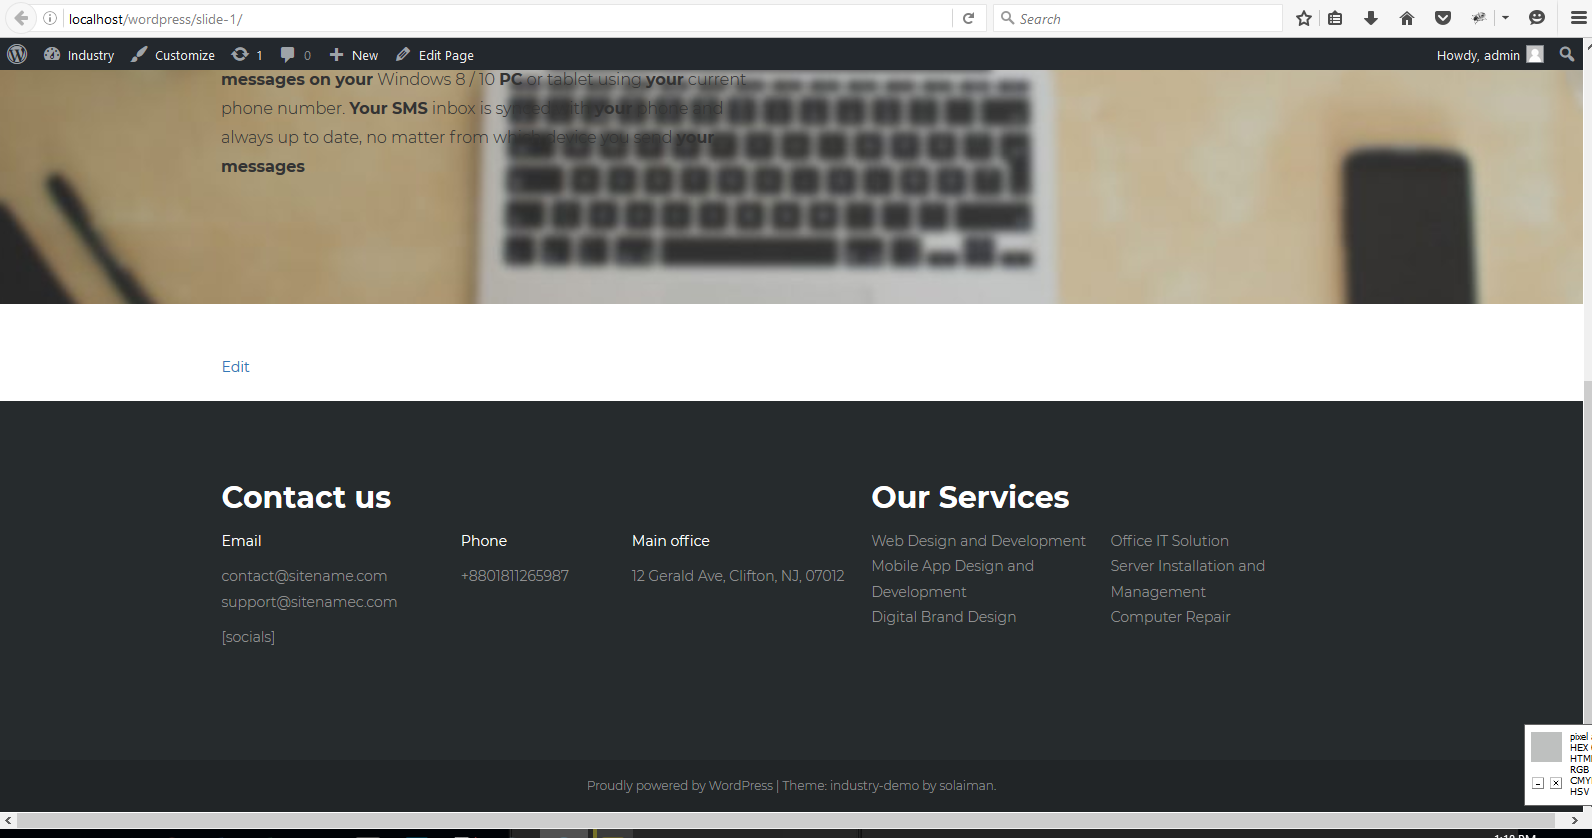 localhost/wordpress/slide-1/
Search
Industry Customize 1 0 New Edit Page Howdy, admin
messages on your Windows 8 / 10 PC or tablet using your current
phone number. Your SMS inbox is synced with your phone and
always up to date, no matter from which device you send your
messages
Edit
Contact us
Email
contact@sitename.com
support@sitenamec.com
[socials]
Phone
+8801811265987
Main office
12 Gerald Ave, Clifton, NJ, 07012
Our Services
Web Design and Development
Mobile App Design and
Development
Digital Brand Design
Office IT Solution
Server Installation and
Management
Computer Repair
pixel
HEX
HTM
RGB
CMY
HSV
Proudly powered by WordPress | Theme: industry-demo by solaiman.